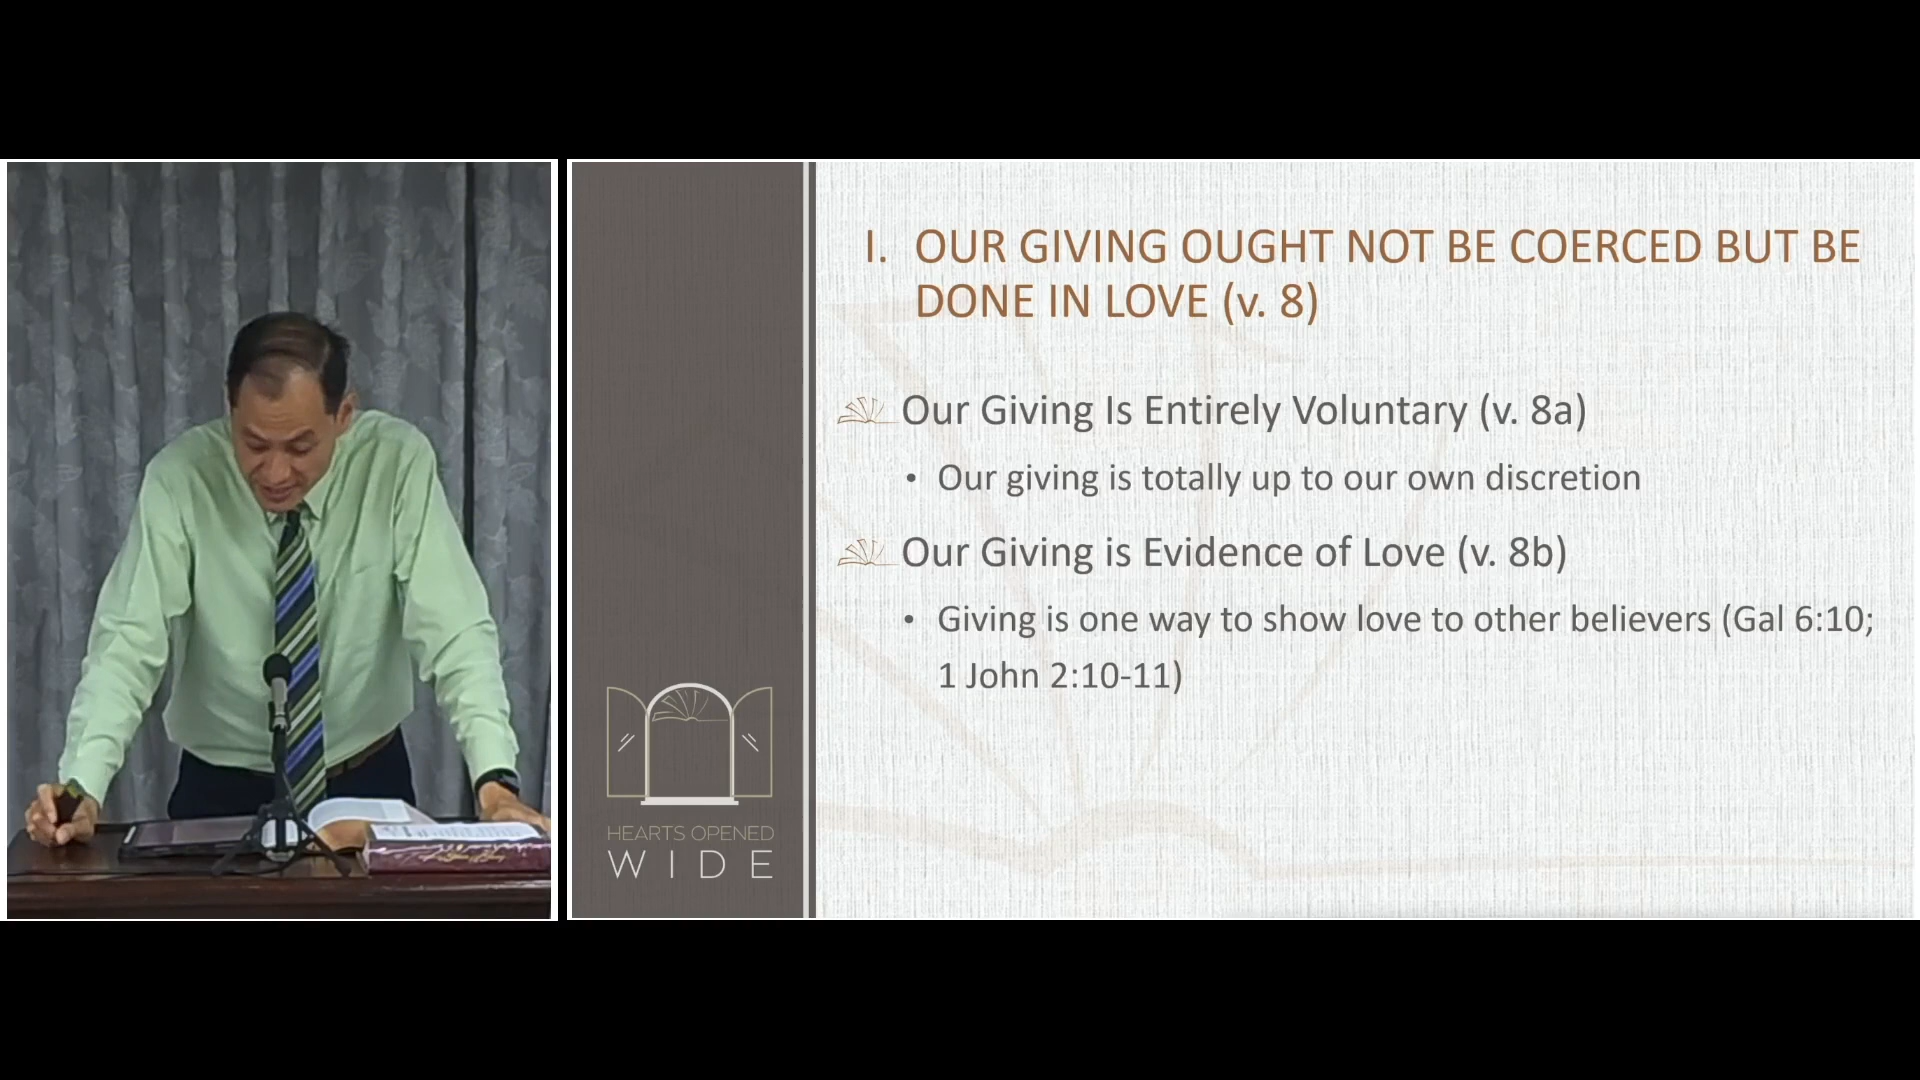 I. OUR GIVING OUGHT NOT BE COERCED BUT BE
DONE IN LOVE (v. 8)
Our Giving Is Entirely Voluntary (v. 8a)
• Our giving is totally up to our own discretion
Our Giving is Evidence of Love (v. 8b)
• Giving is one way to show love to other believers (Gal 6:10;
1 John 2:10-11)
HEARTS OPENED
WIDE